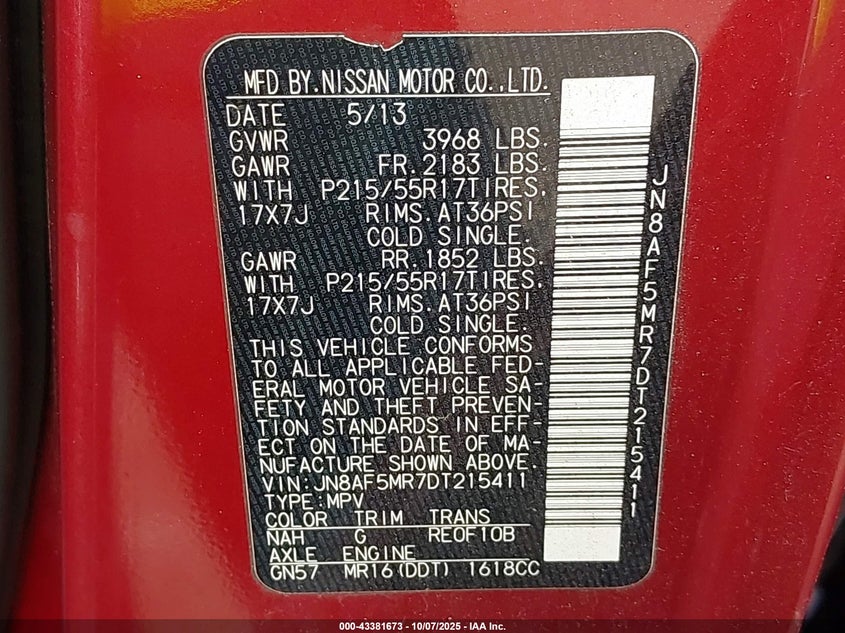 MFD BY.NISSAN MOTOR CO.,LTD.
DATE 5/13
GVWR 3968 LBS.
GAWR FR.2183 LBS.
WITH P215/55R17TIRES.
17X7J RIMS.AT36PSI
COLD SINGLE.
GAWR RR.1852 LBS.
WITH P215/55R17TIRES.
17X7J RIMS.AT36PSI
COLD SINGLE.
THIS VEHICLE CONFORMS
TO ALL APPLICABLE FED-
ERAL MOTOR VEHICLE SA-
FETY AND THEFT PREVEN-
TION STANDARDS IN EFF-
ECT ON THE DATE OF MA-
NUFACTURE SHOWN ABOVE.
VIN:JN8AF5MR7DT215411
TYPE:MPV
COLOR TRIM TRANS
NAH G RE0F10B
AXLE ENGINE
GN57 MR16(DDT) 1618CC
JN8AF5MR7DT215411
000-43381673 - 10/07/2025 - IAA Inc.